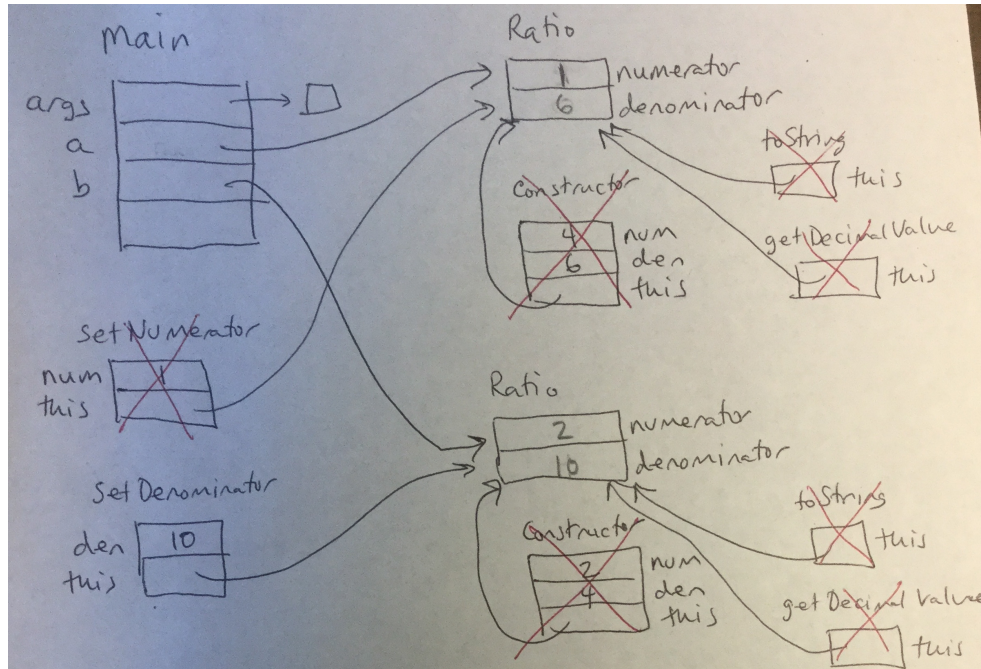 Main
args
a
b
Ratio
1 numerator
6 denominator
toString
this
getDecimalValue
this
Constructor
4 num
6 den
this
SetNumerator
num 1
this
Ratio
2 numerator
10 denominator
SetDenominator
den 10
this
Constructor
2 num
4 den
this
toString
this
getDecimalValue
this